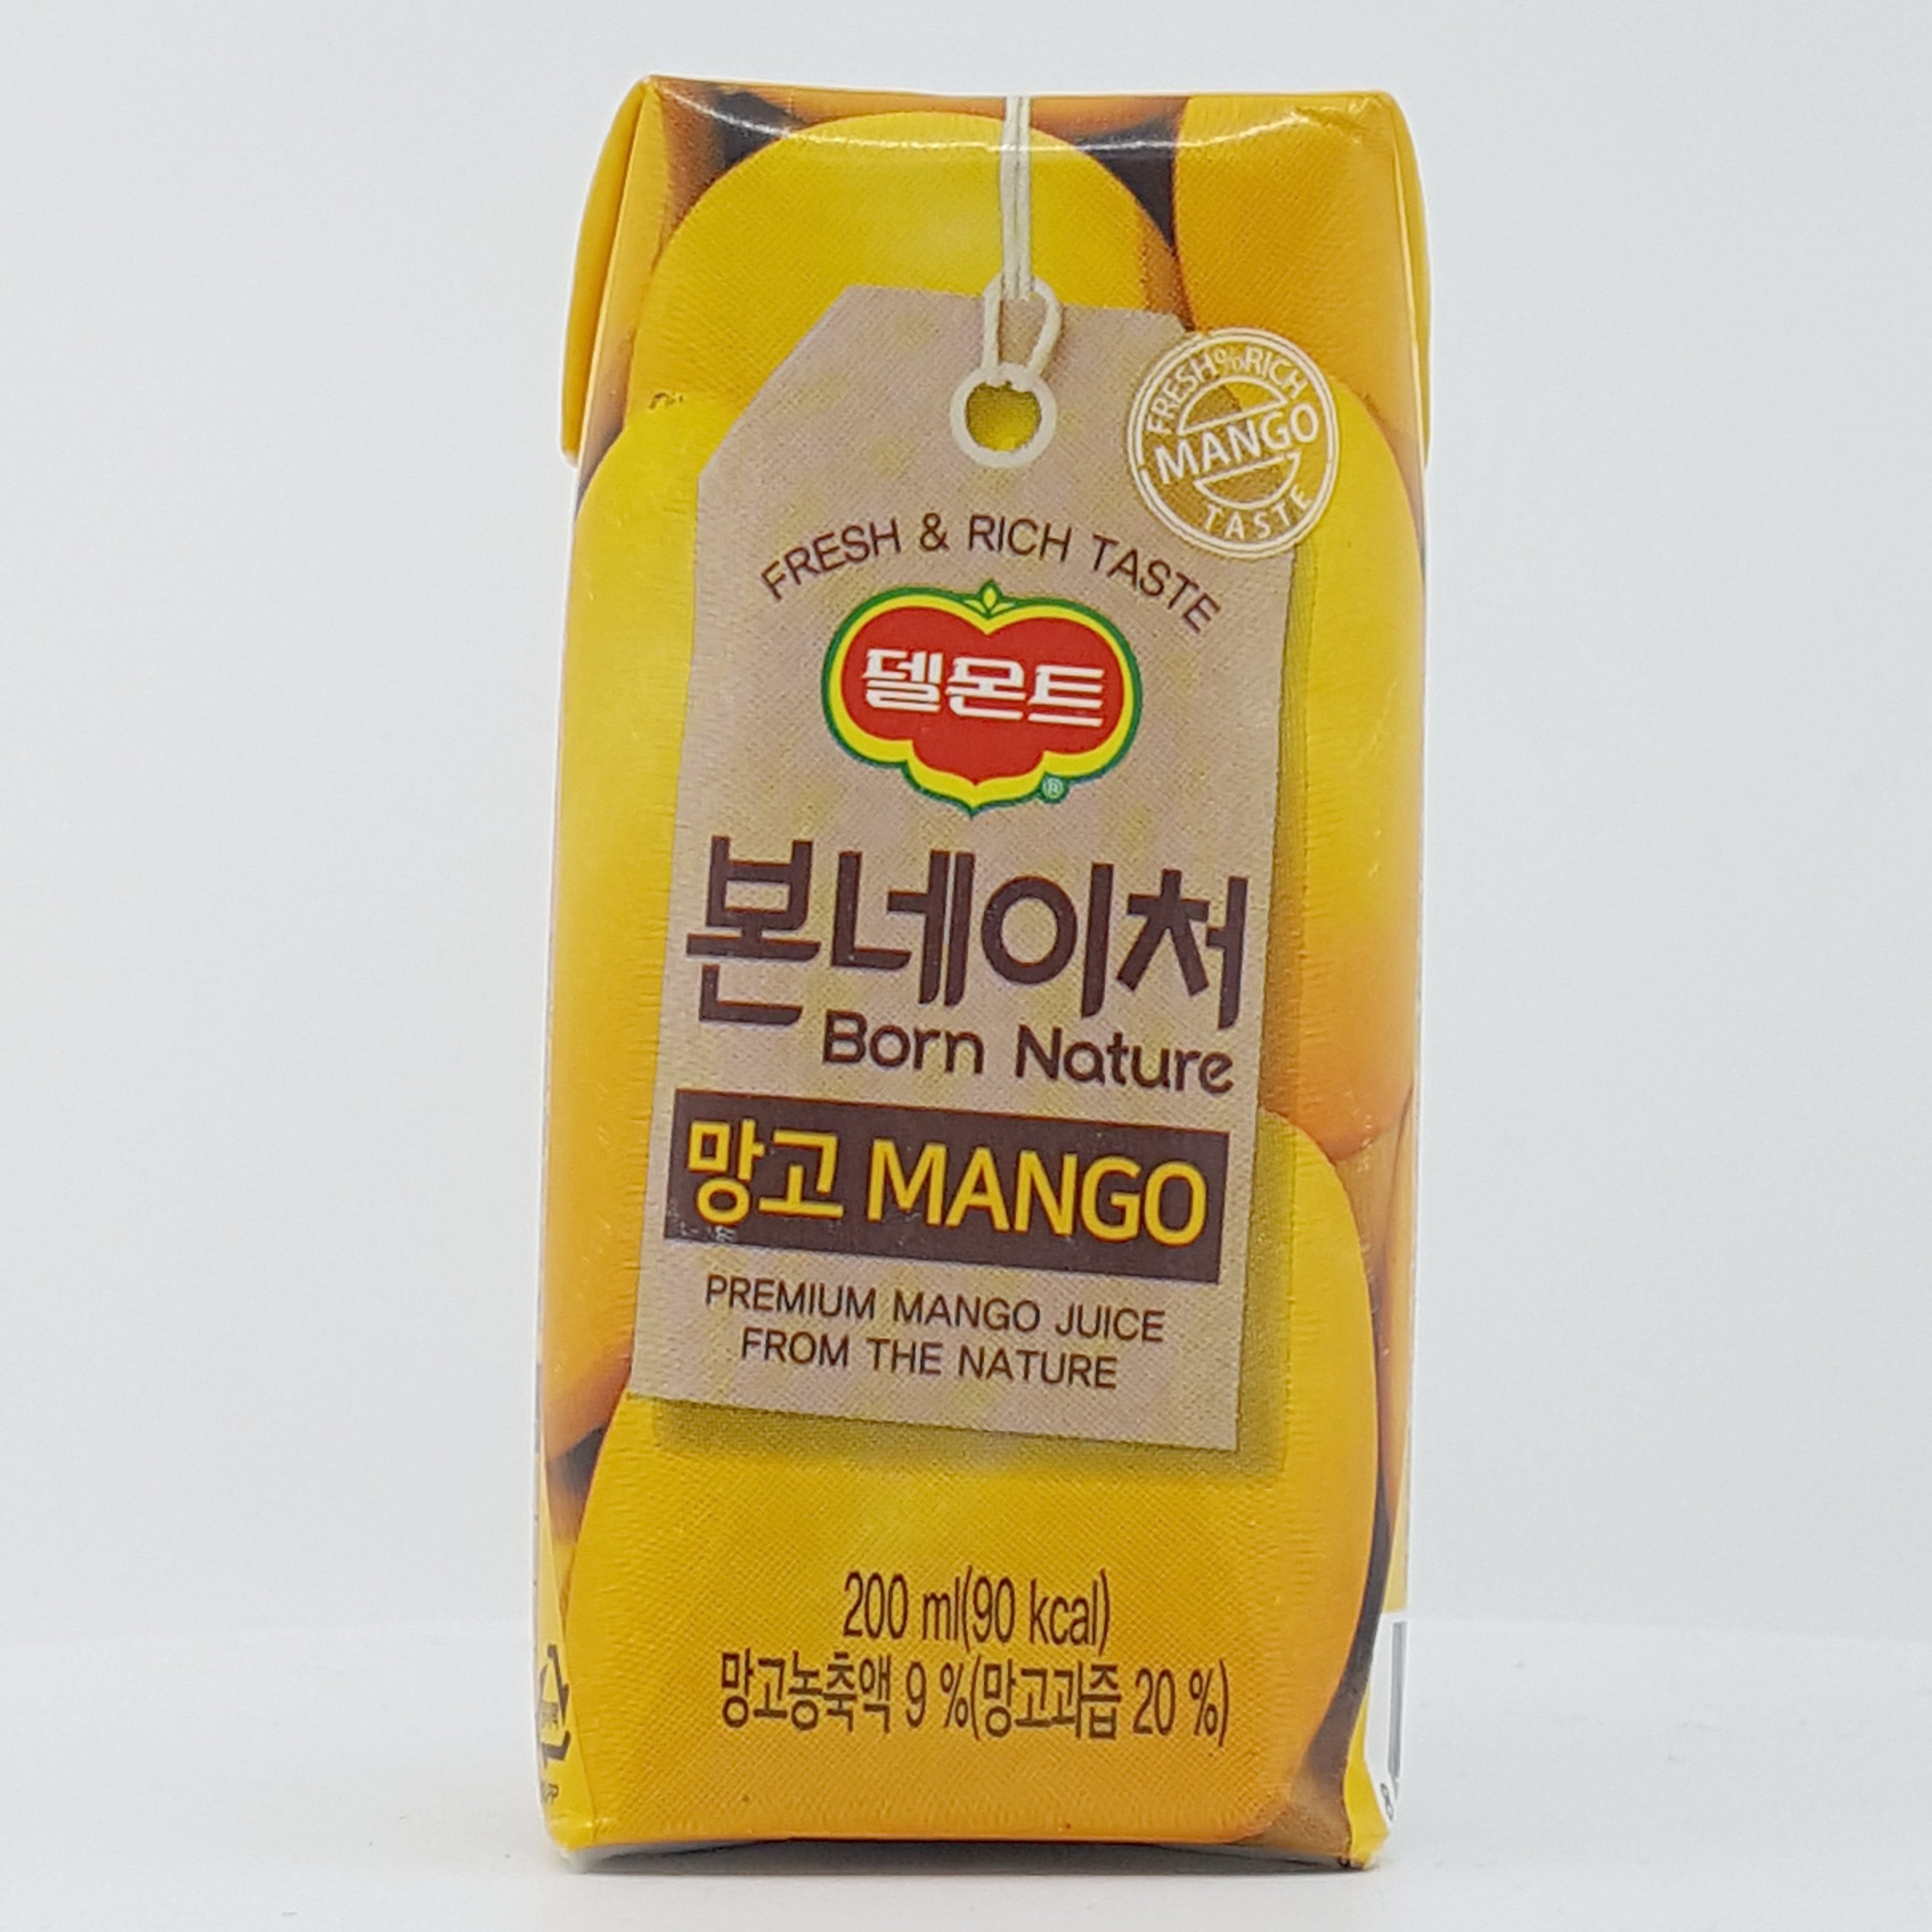 FRESH%RICH
MANGO
TASTE
FRESH & RICH TASTE
델몬트
®
본네이처
Born Nature
망고 MANGO
PREMIUM MANGO JUICE
FROM THE NATURE
200 ml(90 kcal)
망고농축액 9 %(망고과즙 20 %)